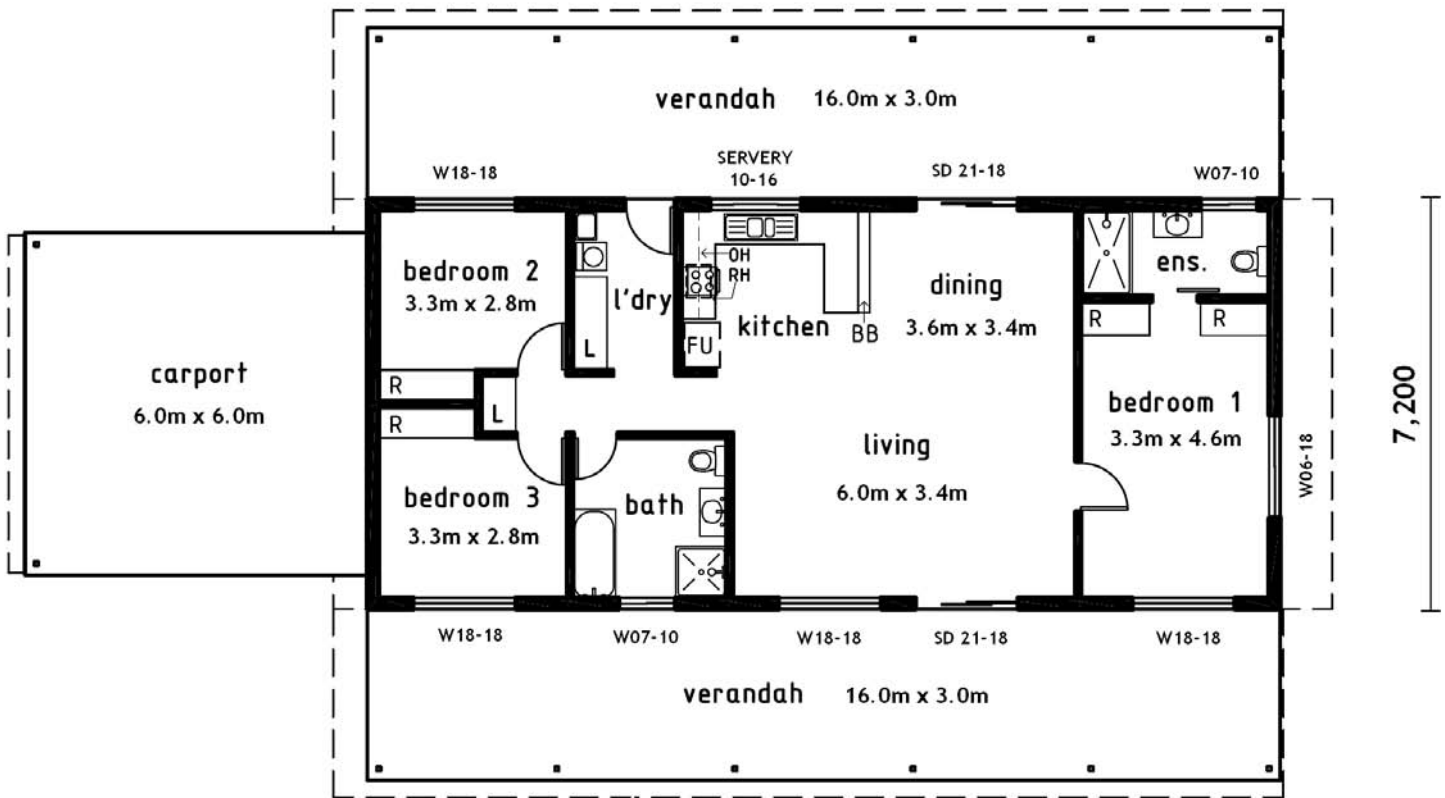 verandah 16.0m x 3.0m
W18-18
SERVERY
10-16
SD 21-18
W07-10
bedroom 2
3.3m x 2.8m
l'dry
OH
RH
kitchen
BB
dining
3.6m x 3.4m
ens.
R
R
FU
L
carport
6.0m x 6.0m
R
R
L
bedroom 1
3.3m x 4.6m
7,200
living
6.0m x 3.4m
W06-18
bedroom 3
3.3m x 2.8m
bath
W18-18
W07-10
W18-18
SD 21-18
W18-18
verandah 16.0m x 3.0m